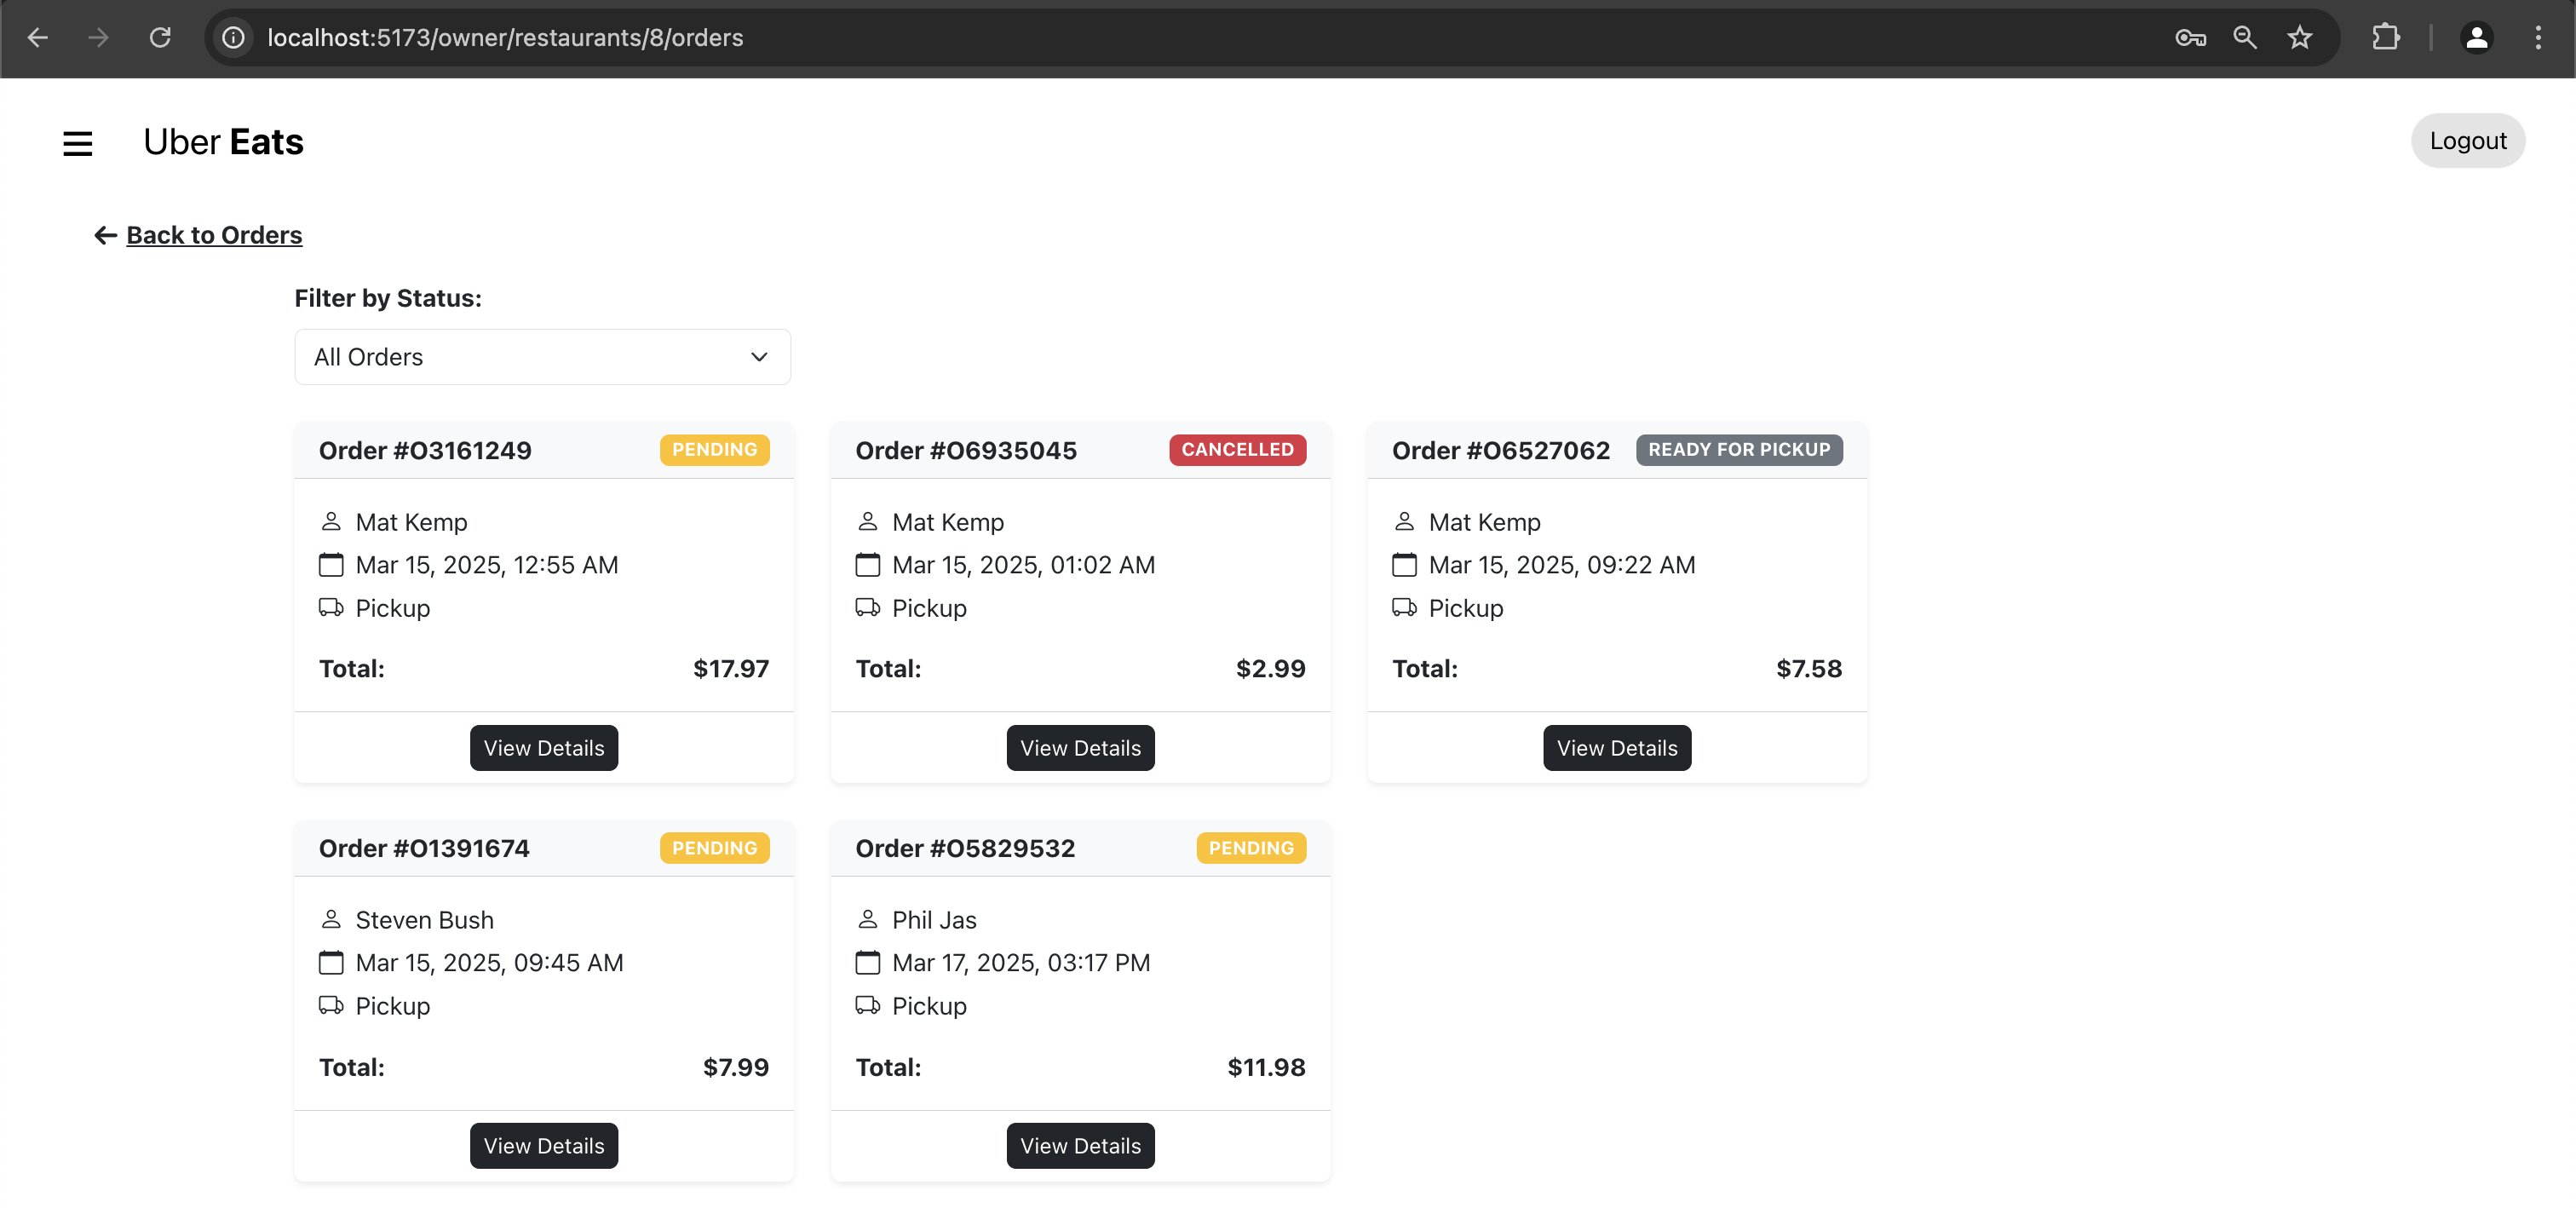 localhost:5173/owner/restaurants/8/orders
Uber Eats
Logout
Back to Orders
Filter by Status:
All Orders
Order #O3161249 PENDING
Mat Kemp
Mar 15, 2025, 12:55 AM
Pickup
Total: $17.97
View Details
Order #O6935045 CANCELLED
Mat Kemp
Mar 15, 2025, 01:02 AM
Pickup
Total: $2.99
View Details
Order #O6527062 READY FOR PICKUP
Mat Kemp
Mar 15, 2025, 09:22 AM
Pickup
Total: $7.58
View Details
Order #O1391674 PENDING
Steven Bush
Mar 15, 2025, 09:45 AM
Pickup
Total: $7.99
View Details
Order #O5829532 PENDING
Phil Jas
Mar 17, 2025, 03:17 PM
Pickup
Total: $11.98
View Details